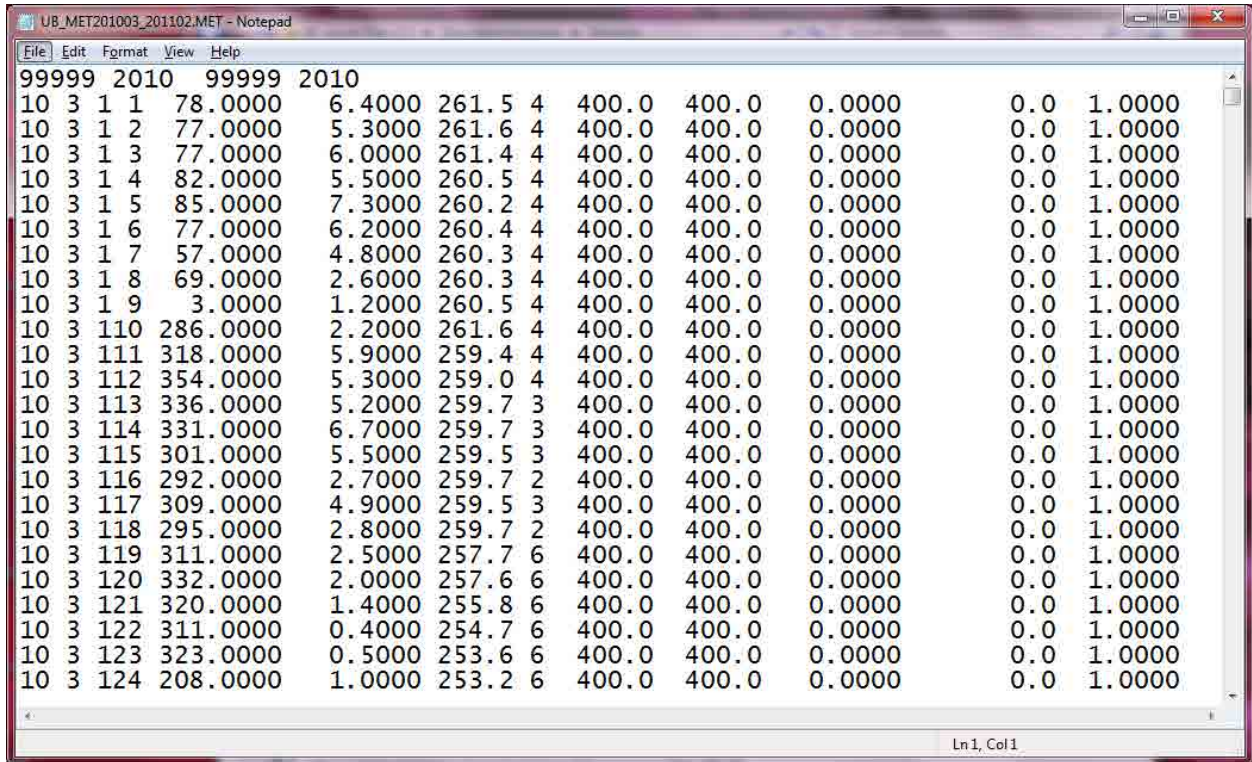 UB_MET201003_201102.MET - Notepad
File Edit Format View Help
99999 2010  99999 2010
10 3 1 1  78.0000   6.4000 261.5 4  400.0  400.0   0.0000       0.0  1.0000
10 3 1 2  77.0000   5.3000 261.6 4  400.0  400.0   0.0000       0.0  1.0000
10 3 1 3  77.0000   6.0000 261.4 4  400.0  400.0   0.0000       0.0  1.0000
10 3 1 4  82.0000   5.5000 260.5 4  400.0  400.0   0.0000       0.0  1.0000
10 3 1 5  85.0000   7.3000 260.2 4  400.0  400.0   0.0000       0.0  1.0000
10 3 1 6  77.0000   6.2000 260.4 4  400.0  400.0   0.0000       0.0  1.0000
10 3 1 7  57.0000   4.8000 260.3 4  400.0  400.0   0.0000       0.0  1.0000
10 3 1 8  69.0000   2.6000 260.3 4  400.0  400.0   0.0000       0.0  1.0000
10 3 1 9   3.0000   1.2000 260.5 4  400.0  400.0   0.0000       0.0  1.0000
10 3 110 286.0000   2.2000 261.6 4  400.0  400.0   0.0000       0.0  1.0000
10 3 111 318.0000   5.9000 259.4 4  400.0  400.0   0.0000       0.0  1.0000
10 3 112 354.0000   5.3000 259.0 4  400.0  400.0   0.0000       0.0  1.0000
10 3 113 336.0000   5.2000 259.7 3  400.0  400.0   0.0000       0.0  1.0000
10 3 114 331.0000   6.7000 259.7 3  400.0  400.0   0.0000       0.0  1.0000
10 3 115 301.0000   5.5000 259.5 3  400.0  400.0   0.0000       0.0  1.0000
10 3 116 292.0000   2.7000 259.7 2  400.0  400.0   0.0000       0.0  1.0000
10 3 117 309.0000   4.9000 259.5 3  400.0  400.0   0.0000       0.0  1.0000
10 3 118 295.0000   2.8000 259.7 2  400.0  400.0   0.0000       0.0  1.0000
10 3 119 311.0000   2.5000 257.7 6  400.0  400.0   0.0000       0.0  1.0000
10 3 120 332.0000   2.0000 257.6 6  400.0  400.0   0.0000       0.0  1.0000
10 3 121 320.0000   1.4000 255.8 6  400.0  400.0   0.0000       0.0  1.0000
10 3 122 311.0000   0.4000 254.7 6  400.0  400.0   0.0000       0.0  1.0000
10 3 123 323.0000   0.5000 253.6 6  400.0  400.0   0.0000       0.0  1.0000
10 3 124 208.0000   1.0000 253.2 6  400.0  400.0   0.0000       0.0  1.0000
Ln 1, Col 1